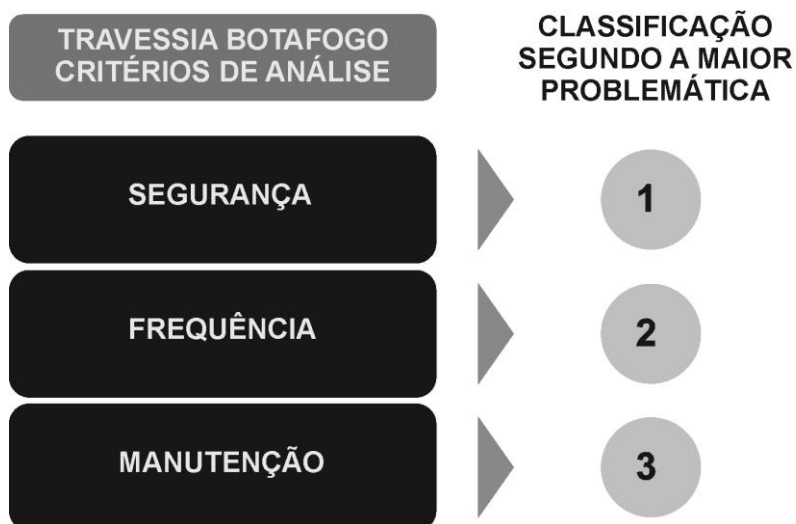 TRAVESSIA BOTAFOGO
CRITÉRIOS DE ANÁLISE
CLASSIFICAÇÃO
SEGUNDO A MAIOR
PROBLEMÁTICA
SEGURANÇA
1
FREQUÊNCIA
2
MANUTENÇÃO
3